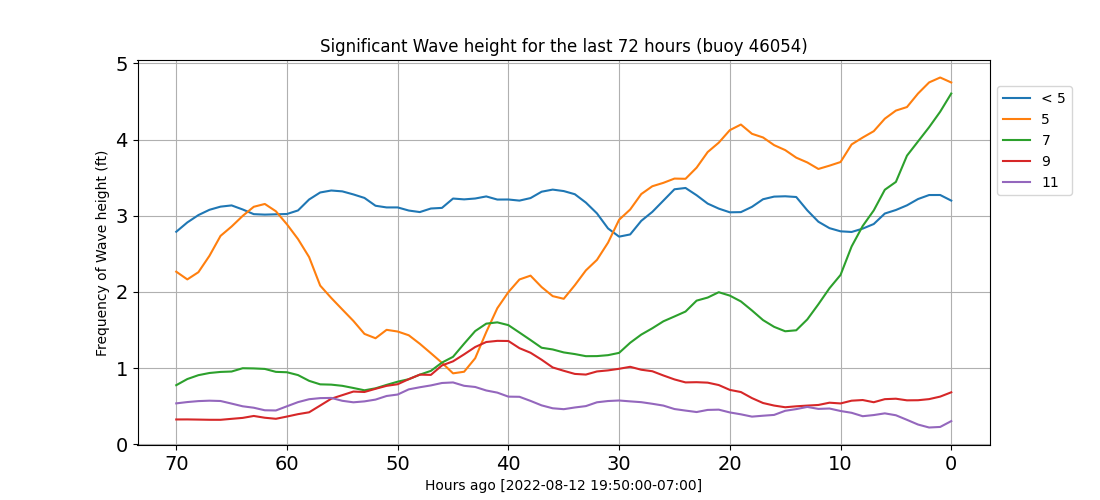 Significant Wave height for the last 72 hours (buoy 46054)
Frequency of Wave height (ft)
5
4
3
2
1
0
70 60 50 40 30 20 10 0
Hours ago [2022-08-12 19:50:00-07:00]
< 5
5
7
9
11